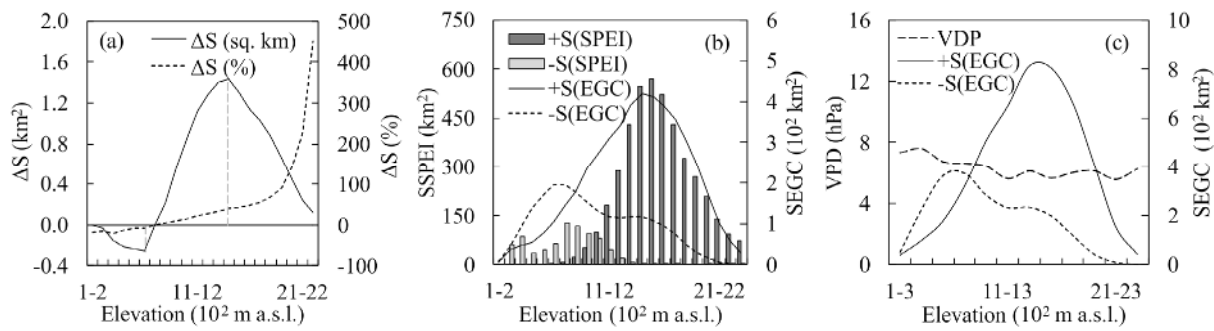 (a)
ΔS (sq. km)
ΔS (%)
ΔS (km²)
2.0
1.6
1.2
0.8
0.4
0.0
-0.4
ΔS (%)
500
400
300
200
100
0
-100
1-2
11-12
21-22
Elevation (10² m a.s.l.)
(b)
+S(SPEI)
-S(SPEI)
+S(EGC)
-S(EGC)
SSPEI (km²)
750
600
450
300
150
0
SEGC (10² km²)
6
5
4
3
2
1
0
1-2
11-12
21-22
Elevation (10² m a.s.l.)
(c)
VDP
+S(EGC)
-S(EGC)
VPD (hPa)
16
12
8
4
0
SEGC (10² km²)
10
8
6
4
2
0
1-3
11-13
21-23
Elevation (10² m a.s.l.)